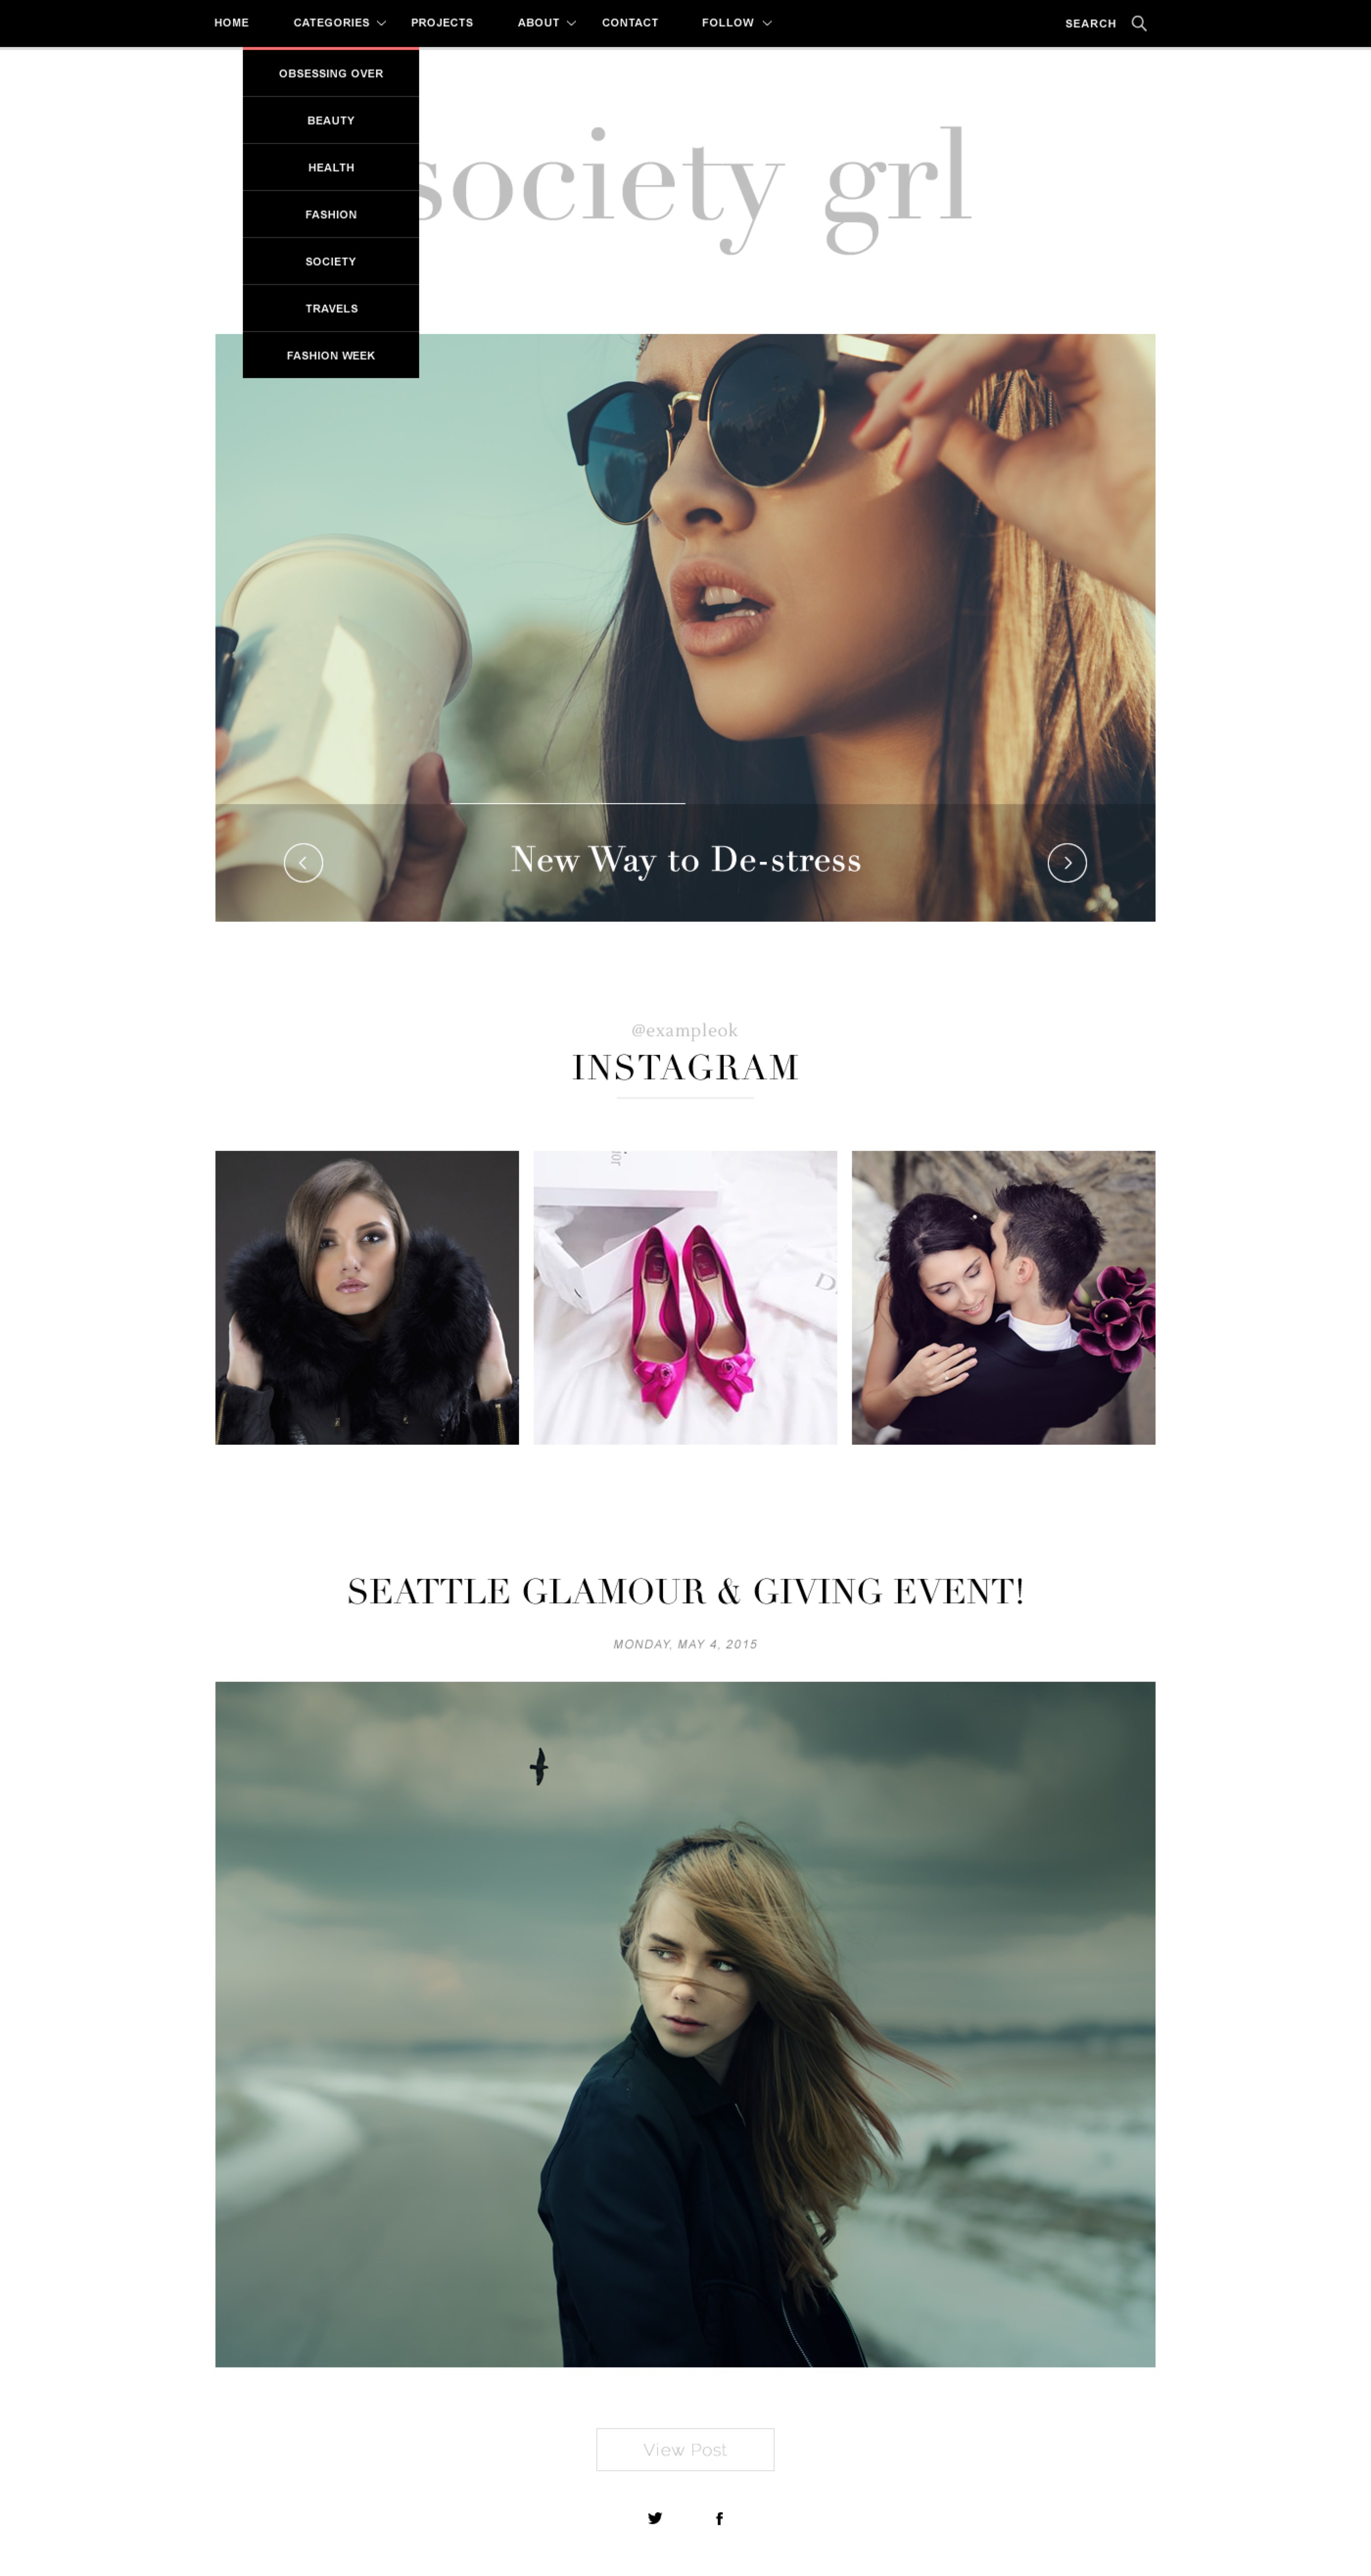 HOME CATEGORIES PROJECTS ABOUT CONTACT FOLLOW SEARCH
OBSESSING OVER
BEAUTY
HEALTH
FASHION
SOCIETY
TRAVELS
FASHION WEEK
society grl
New Way to De-stress
@exampleok
INSTAGRAM
SEATTLE GLAMOUR & GIVING EVENT!
MONDAY, MAY 4, 2015
View Post